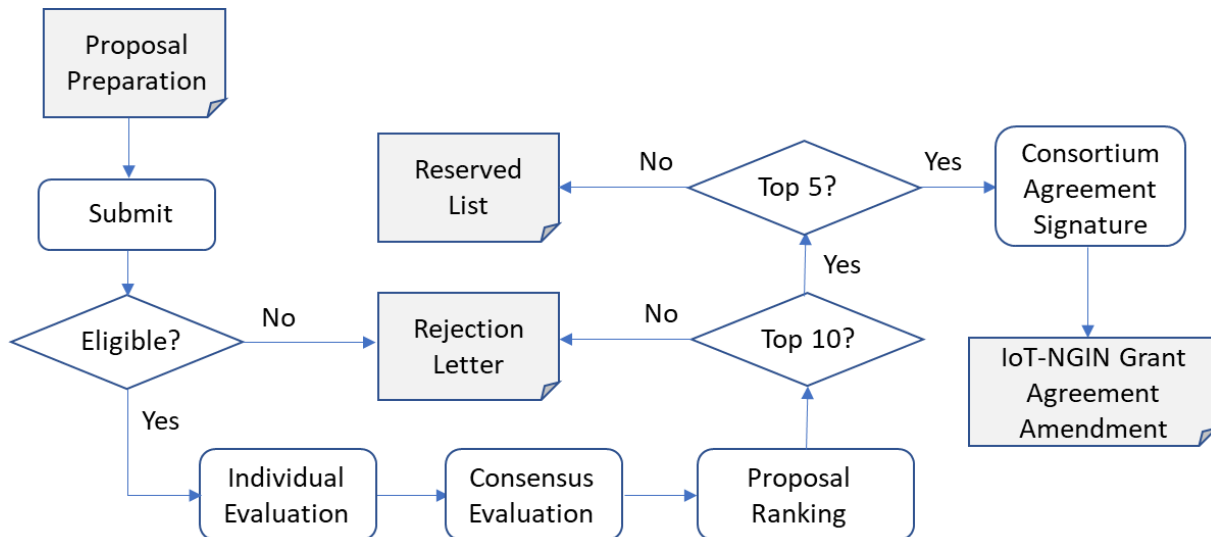 Proposal
Preparation
Submit
Eligible?
No
Yes
Individual
Evaluation
Consensus
Evaluation
Proposal
Ranking
Top 10?
No
Rejection
Letter
Yes
Top 5?
No
Reserved
List
Yes
Consortium
Agreement
Signature
IoT-NGIN Grant
Agreement
Amendment